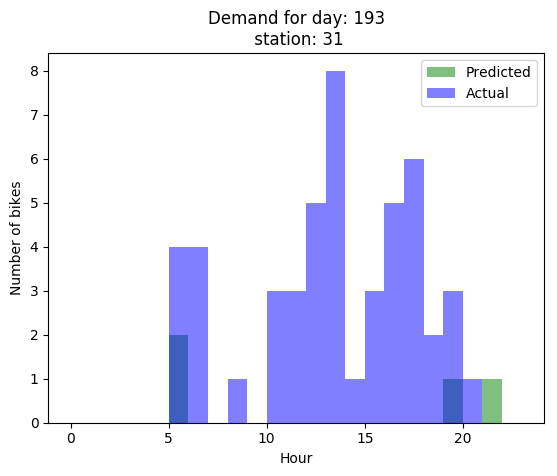 Demand for day: 193
station: 31
Predicted
Actual
Number of bikes
8
7
6
5
4
3
2
1
0
0 5 10 15 20
Hour